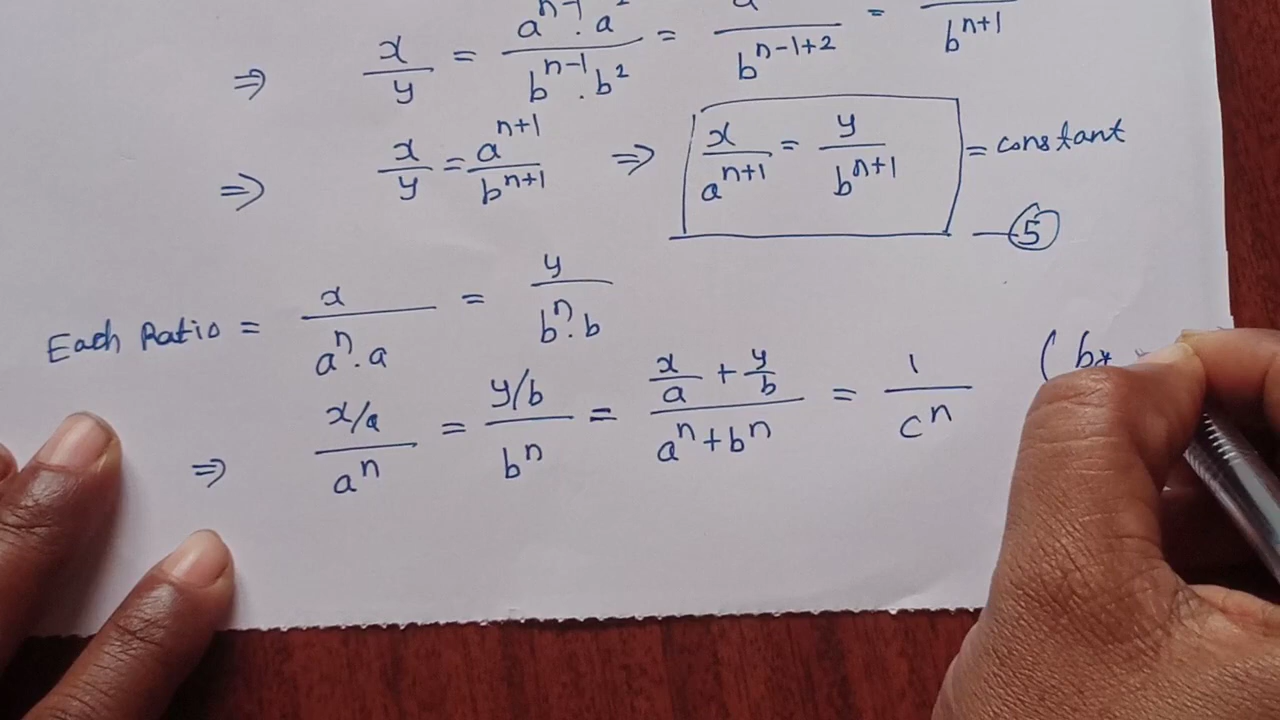 ⇒ x/y = a^{n-1} . a^2 / b^{n-1} . b^2 = a / b^{n-1+2} = / b^{n+1}
⇒ x/y = a^{n+1} / b^{n+1} ⇒ x / a^{n+1} = y / b^{n+1} = constant — 5
Each Ratio = x / a^n . a = y / b^n . b
⇒ x/a / a^n = y/b / b^n = x/a + y/b / a^n + b^n = 1 / c^n (